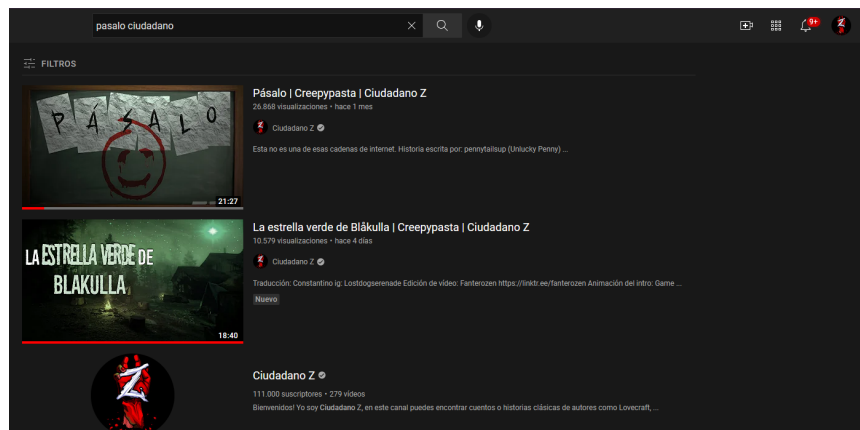 pasalo ciudadano
9+
FILTROS
PÁSALO
21:27
Pásalo | Creepypasta | Ciudadano Z
26.868 visualizaciones • hace 1 mes
Ciudadano Z
Esta no es una de esas cadenas de internet. Historia escrita por: pennytailsup (Unlucky Penny) ...
LA ESTRELLA VERDE DE
BLAKULLA
18:40
La estrella verde de Blåkulla | Creepypasta | Ciudadano Z
10.579 visualizaciones • hace 4 días
Ciudadano Z
Traducción: Constantino ig: Lostdogserenade Edición de vídeo: Fanterozen https://linktr.ee/fanterozen Animación del intro: Game ...
Nuevo
Z
Ciudadano Z
111.000 suscriptores • 279 vídeos
Bienvenidos! Yo soy Ciudadano Z, en este canal puedes encontrar cuentos o historias clásicas de autores como Lovecraft, ...